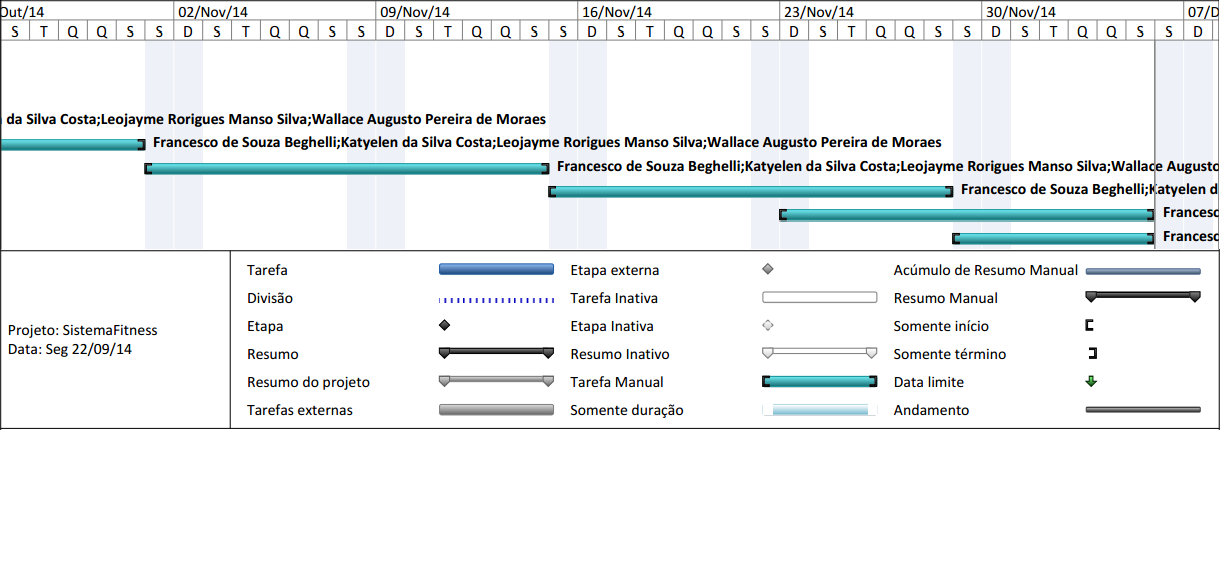 Out/14 02/Nov/14 09/Nov/14 16/Nov/14 23/Nov/14 30/Nov/14 07/D
S T Q Q S S D S T Q Q S S D S T Q Q S S D S T Q Q S S D S T Q Q S S D S T Q Q S S D
da Silva Costa;Leojayme Rorigues Manso Silva;Wallace Augusto Pereira de Moraes
Francesco de Souza Beghelli;Katyelen da Silva Costa;Leojayme Rorigues Manso Silva;Wallace Augusto Pereira de Moraes
Francesco de Souza Beghelli;Katyelen da Silva Costa;Leojayme Rorigues Manso Silva;Wallace Augusto
Francesco de Souza Beghelli;Katyelen d
Francesc
Francesc
Projeto: SistemaFitness
Data: Seg 22/09/14
Tarefa
Divisão
Etapa
Resumo
Resumo do projeto
Tarefas externas
Etapa externa
Tarefa Inativa
Etapa Inativa
Resumo Inativo
Tarefa Manual
Somente duração
Acúmulo de Resumo Manual
Resumo Manual
Somente início
Somente término
Data limite
Andamento